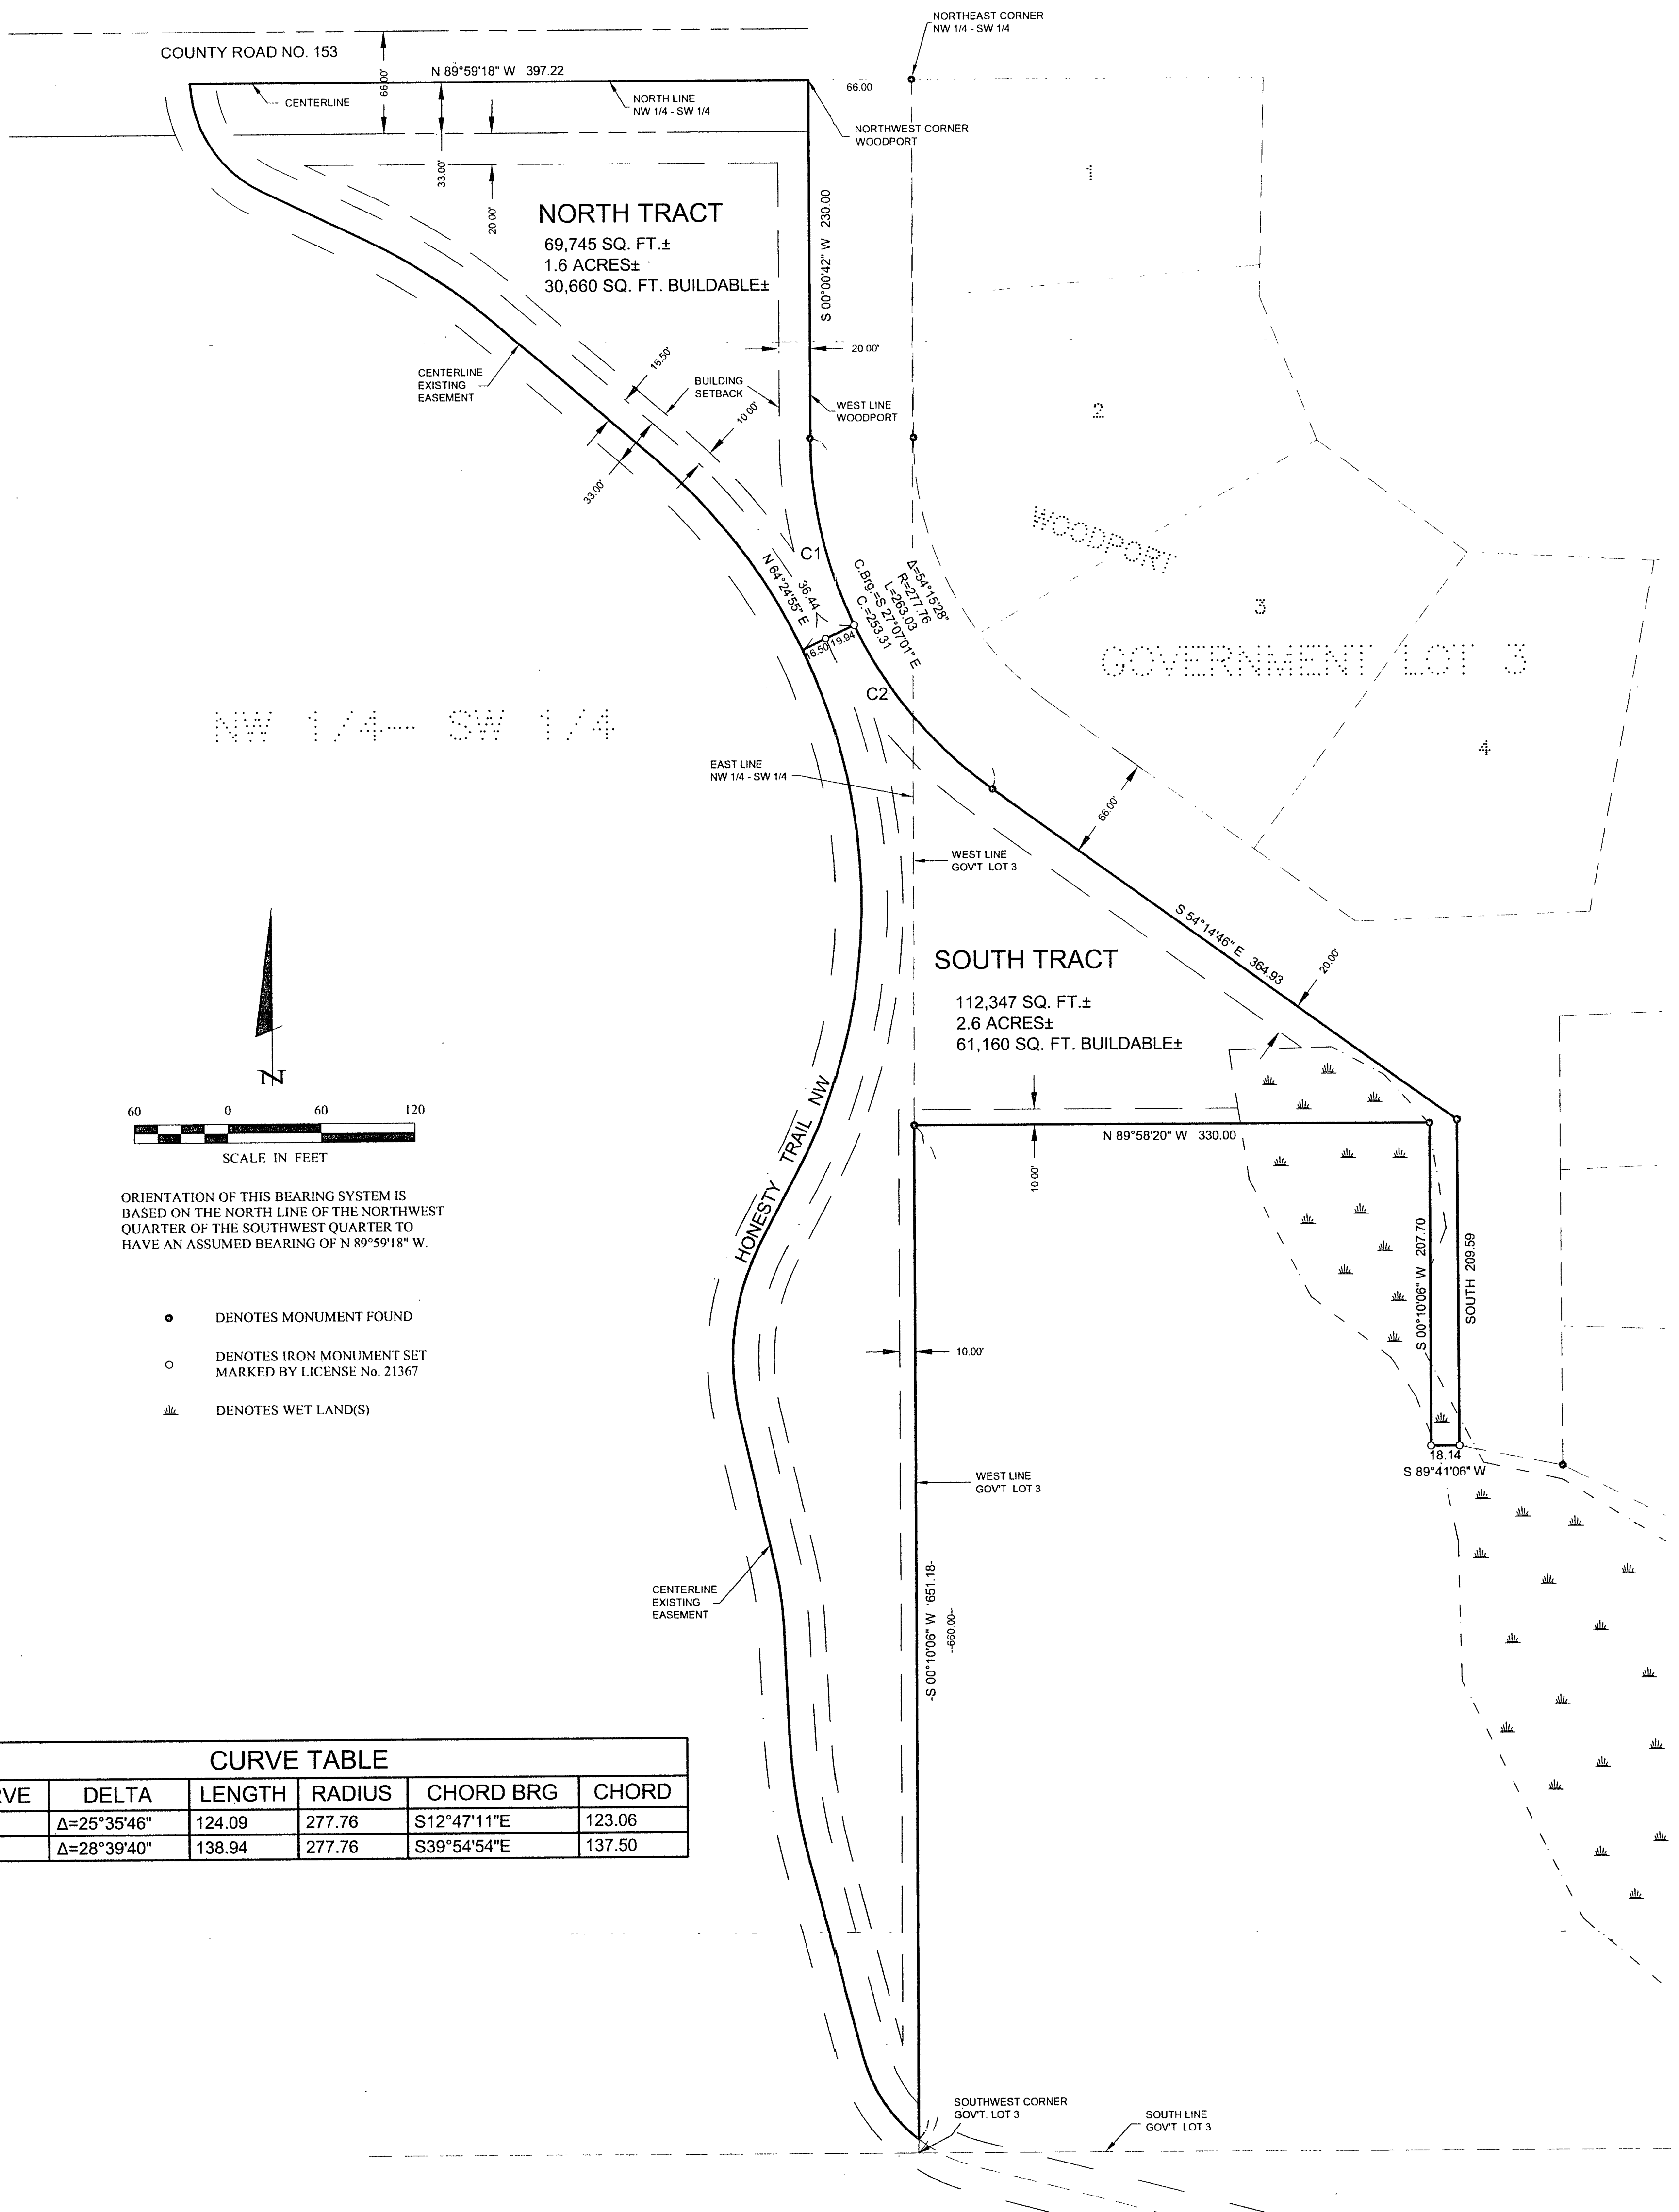 NORTHEAST CORNER
NW 1/4 - SW 1/4
COUNTY ROAD NO. 153
N 89°59'18" W 397.22
66.00'
66.00
CENTERLINE
NORTH LINE
NW 1/4 - SW 1/4
NORTHWEST CORNER
WOODPORT
33.00'
20 00'
NORTH TRACT
69,745 SQ. FT.±
1.6 ACRES±
30,660 SQ. FT. BUILDABLE±
S 00°00'42" W 230.00
1
20 00'
16.50'
CENTERLINE
EXISTING
EASEMENT
BUILDING
SETBACK
10 00'
WEST LINE
WOODPORT
2
33.00'
WOODPORT
C1
N 64°24'55" E
36.44
16.50
19.94
Δ=54°15'28"
R=277.76
L=263.03
C.Brg.=S 27°07'01" E
C.=253.31
3
GOVERNMENT LOT 3
C2
NW 1/4- SW 1/4
4
EAST LINE
NW 1/4 - SW 1/4
66.00'
WEST LINE
GOV'T LOT 3
S 54°14'46" E 364.93
20.00'
SOUTH TRACT
112,347 SQ. FT.±
2.6 ACRES±
61,160 SQ. FT. BUILDABLE±
N
60 0 60 120
SCALE IN FEET
HONESTY TRAIL NW
N 89°58'20" W 330.00
10 00'
ORIENTATION OF THIS BEARING SYSTEM IS
BASED ON THE NORTH LINE OF THE NORTHWEST
QUARTER OF THE SOUTHWEST QUARTER TO
HAVE AN ASSUMED BEARING OF N 89°59'18" W.
S 00°10'06" W 207.70
SOUTH 209.59
DENOTES MONUMENT FOUND
DENOTES IRON MONUMENT SET
MARKED BY LICENSE No. 21367
DENOTES WET LAND(S)
10.00'
18.14
S 89°41'06" W
WEST LINE
GOV'T LOT 3
CENTERLINE
EXISTING
EASEMENT
-S 00°10'06" W 651.18-
--660.00--
CURVE TABLE
VE DELTA LENGTH RADIUS CHORD BRG CHORD
Δ=25°35'46" 124.09 277.76 S12°47'11"E 123.06
Δ=28°39'40" 138.94 277.76 S39°54'54"E 137.50
SOUTHWEST CORNER
GOV'T. LOT 3
SOUTH LINE
GOV'T LOT 3